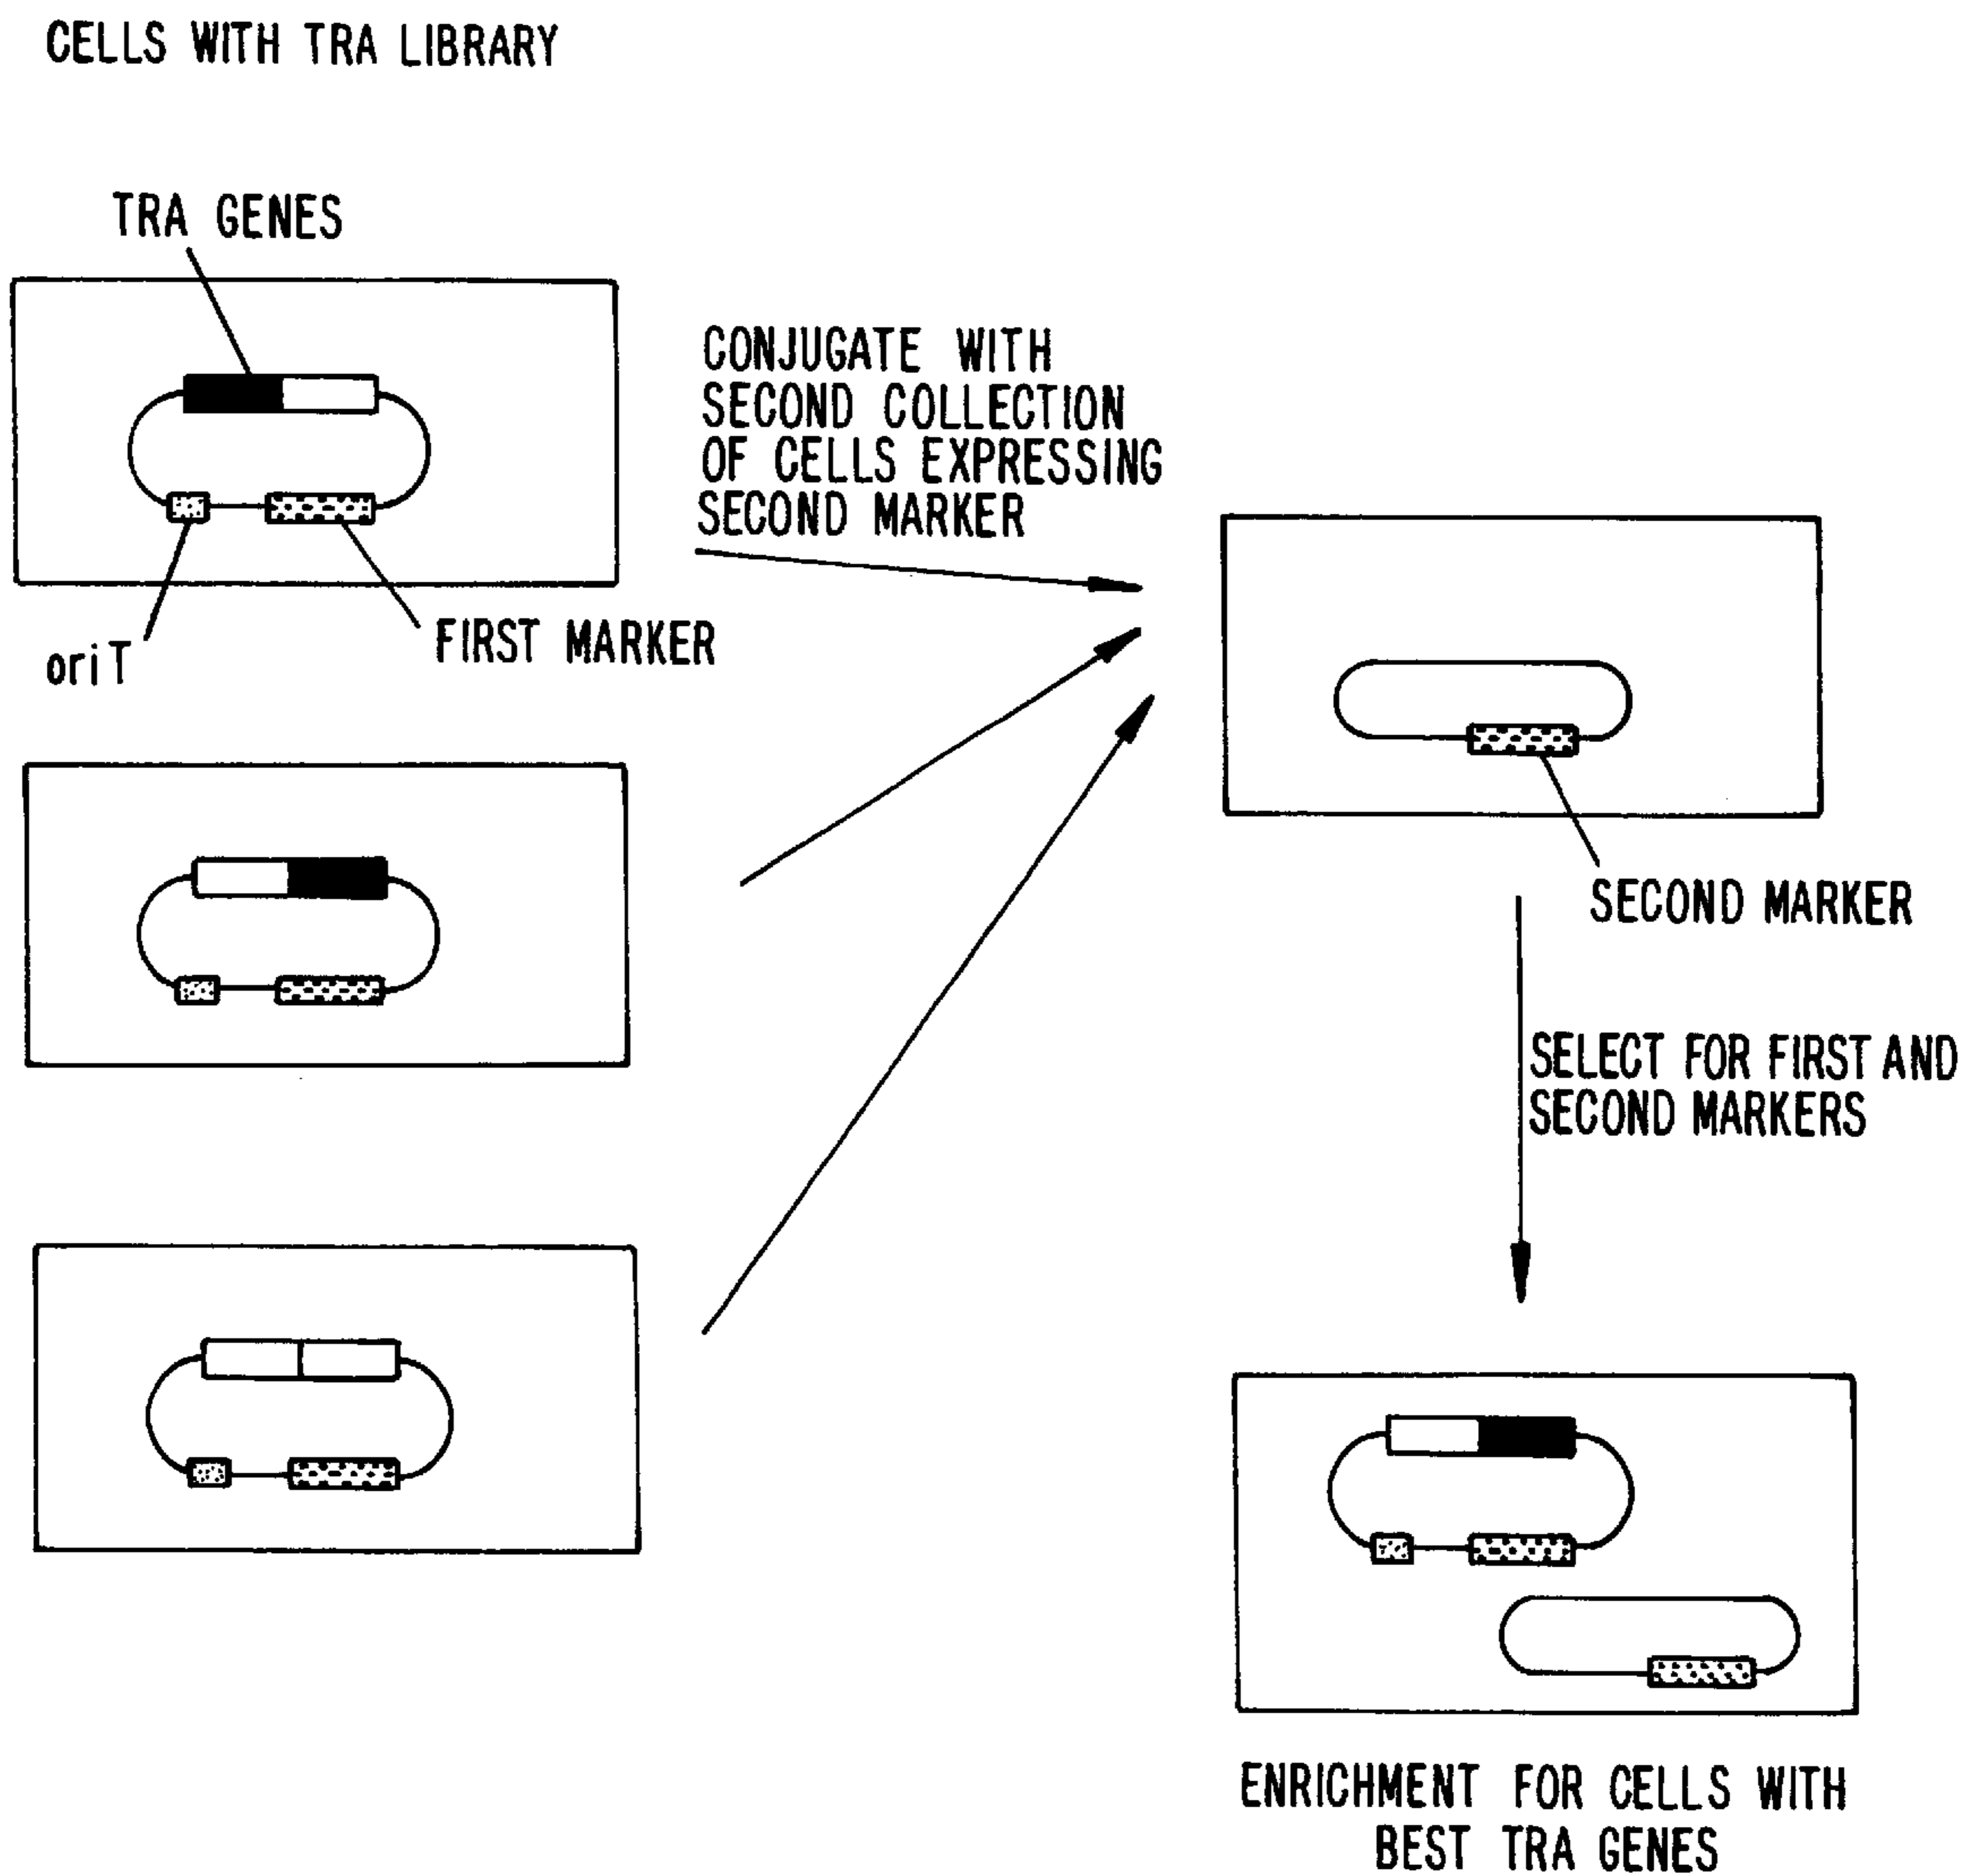 CELLS WITH TRA LIBRARY
TRA GENES
CONJUGATE WITH
SECOND COLLECTION
OF CELLS EXPRESSING
SECOND MARKER
oriT
FIRST MARKER
SECOND MARKER
SELECT FOR FIRST AND
SECOND MARKERS
ENRICHMENT FOR CELLS WITH
BEST TRA GENES